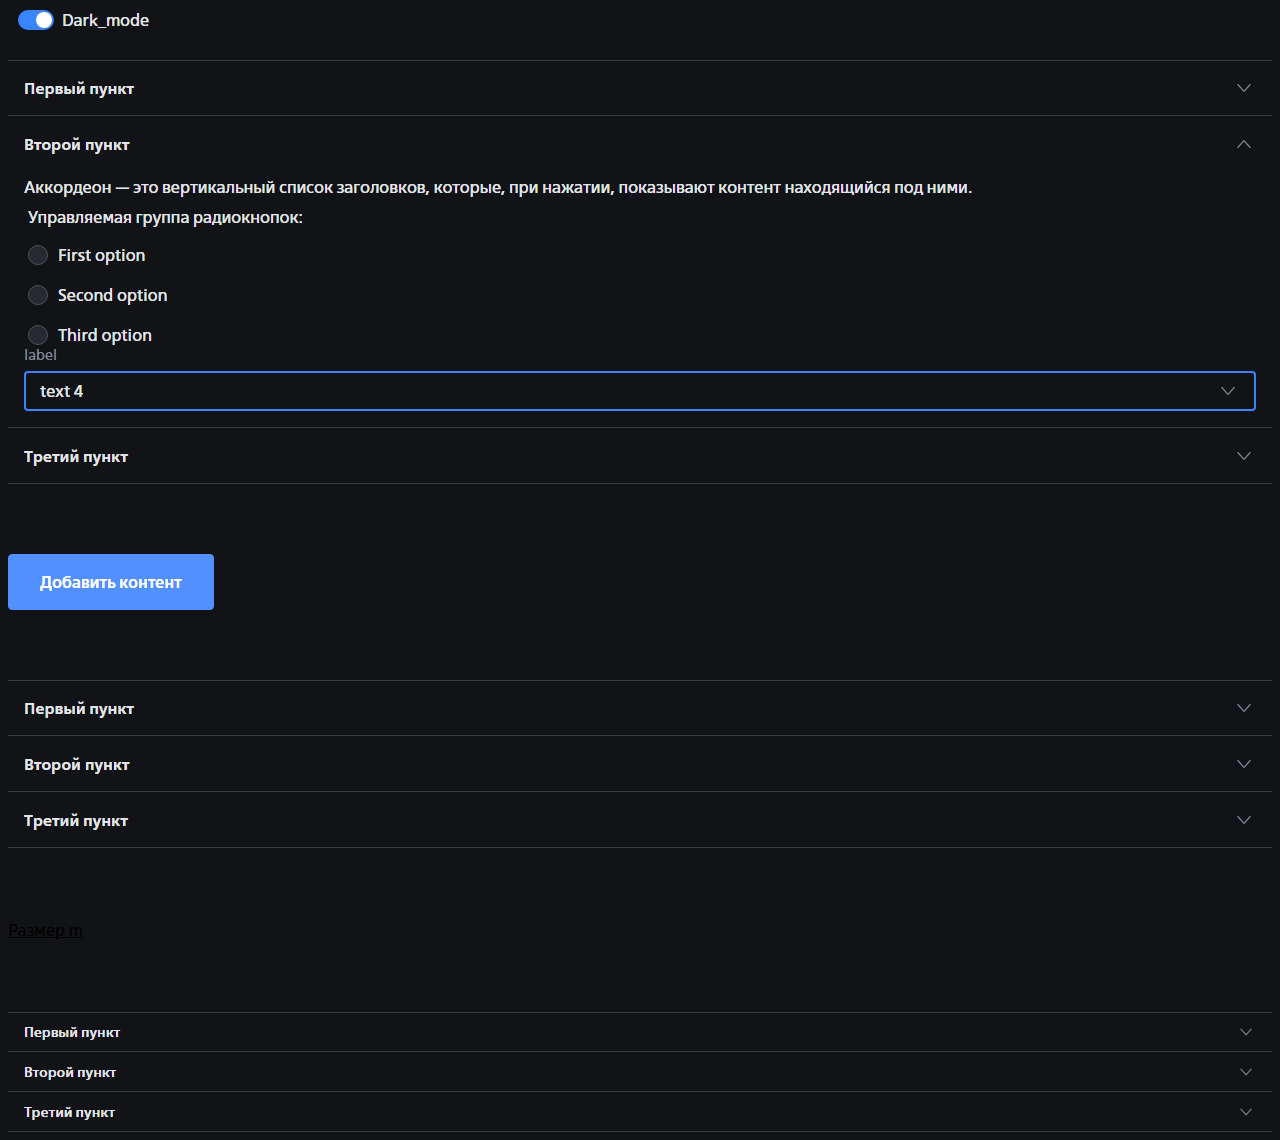 Dark_mode
Первый пункт
Второй пункт
Аккордеон — это вертикальный список заголовков, которые, при нажатии, показывают контент находящийся под ними.
Управляемая группа радиокнопок:
First option
Second option
Third option
label
text 4
Третий пункт
Добавить контент
Первый пункт
Второй пункт
Третий пункт
Размер m
Первый пункт
Второй пункт
Третий пункт